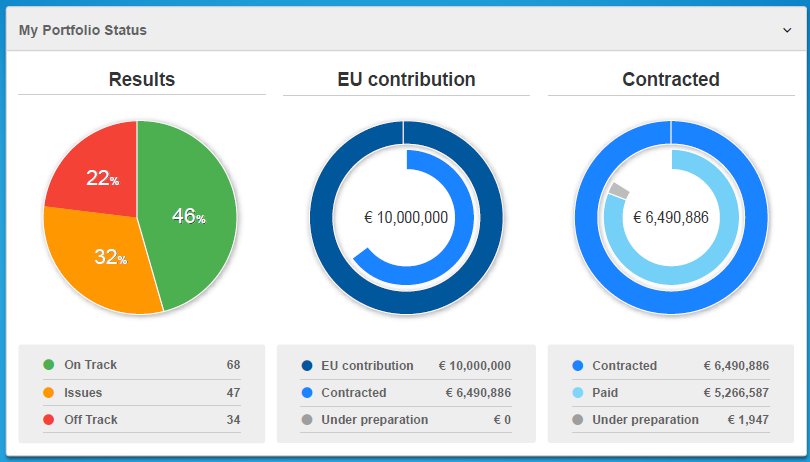 My Portfolio Status
Results
EU contribution
Contracted
22%
46%
32%
€ 10,000,000
€ 6,490,886
On Track 68
Issues 47
Off Track 34
EU contribution € 10,000,000
Contracted € 6,490,886
Under preparation € 0
Contracted € 6,490,886
Paid € 5,266,587
Under preparation € 1,947